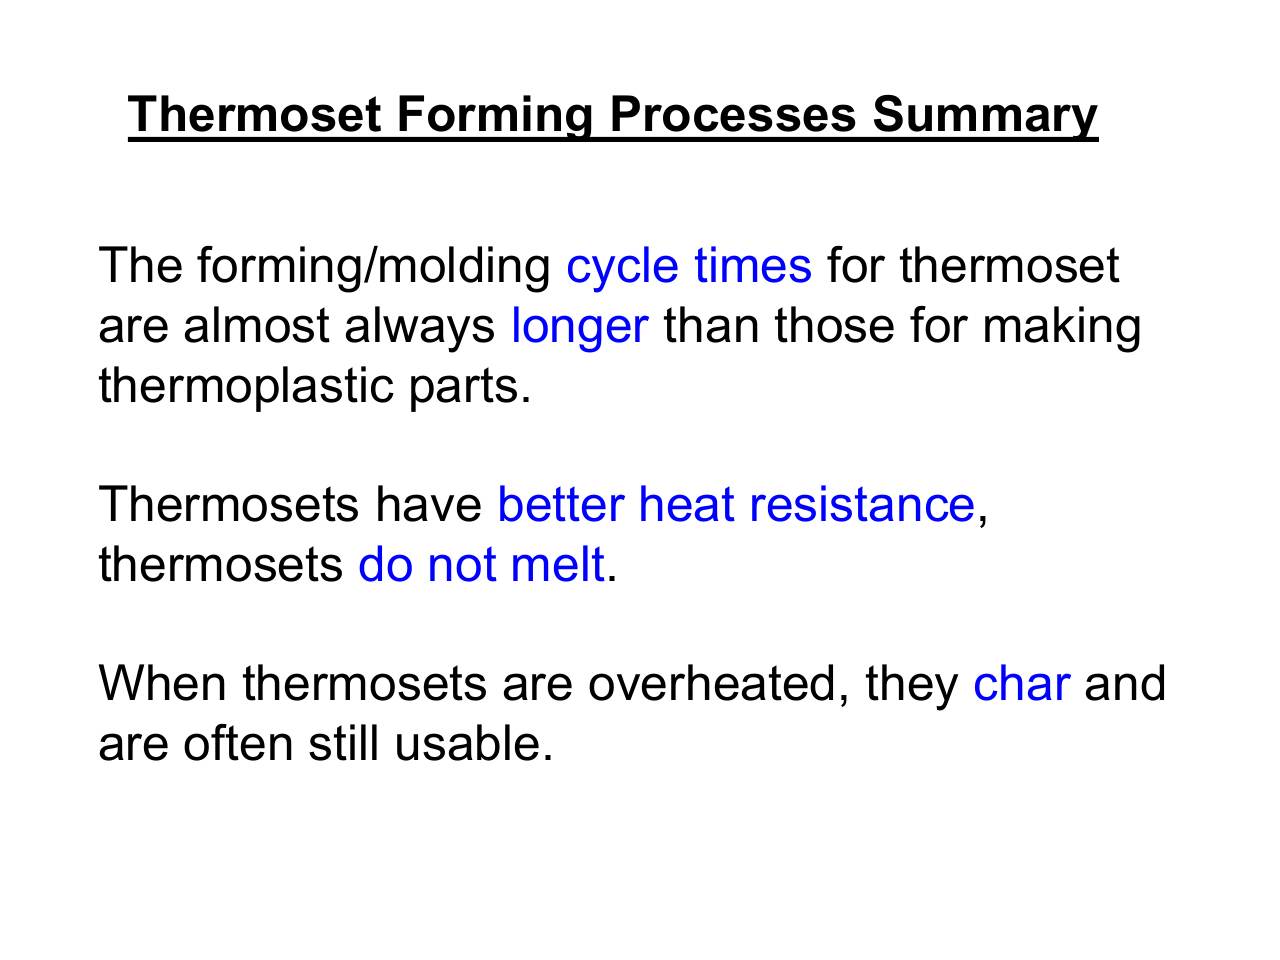 Thermoset Forming Processes Summary
The forming/molding cycle times for thermoset
are almost always longer than those for making
thermoplastic parts.
Thermosets have better heat resistance,
thermosets do not melt.
When thermosets are overheated, they char and
are often still usable.